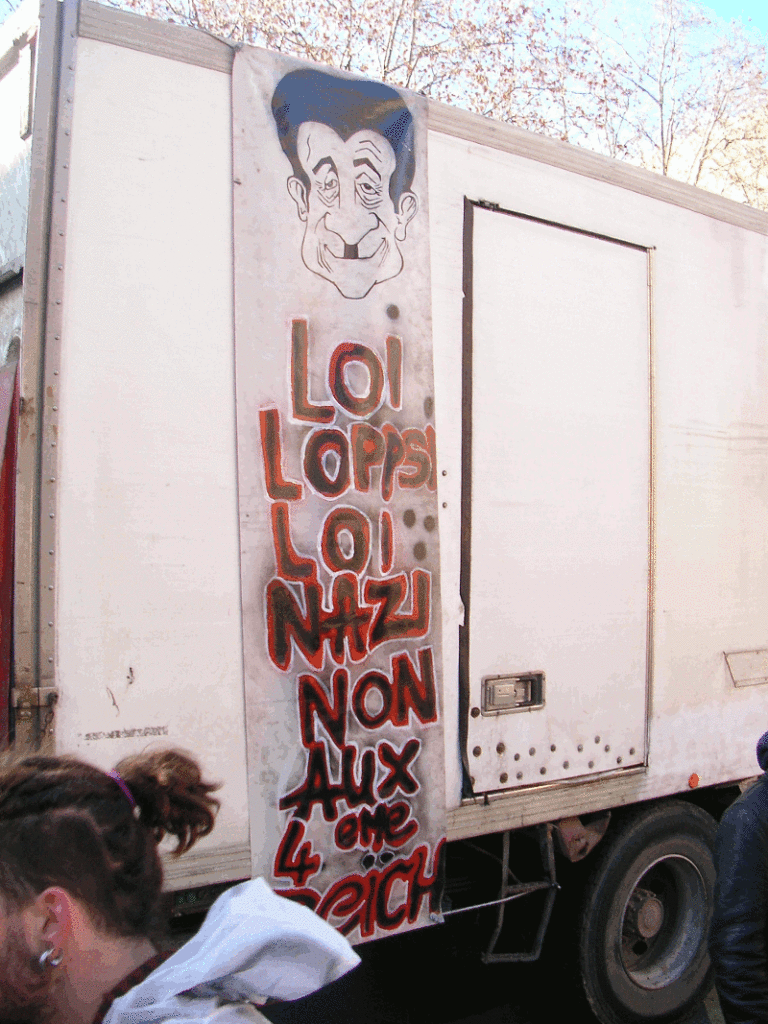 LOI
LOPPSI
LOI
NAZI
NON
AUX
4 eme
REICH